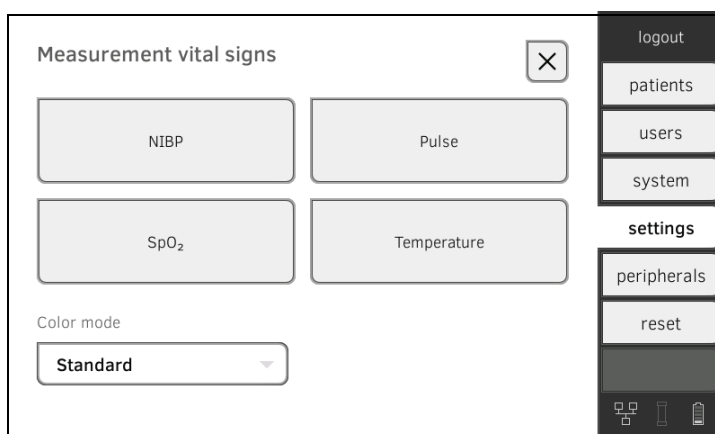 Measurement vital signs
NIBP
Pulse
SpO₂
Temperature
Color mode
Standard
logout
patients
users
system
settings
peripherals
reset